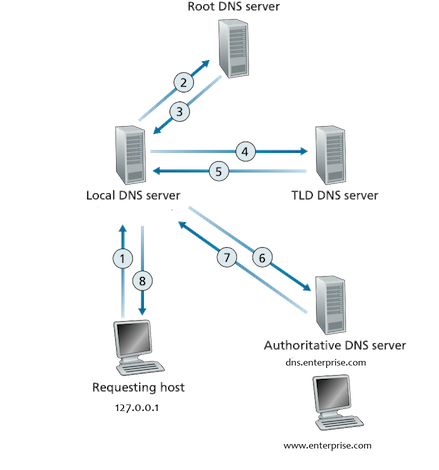 Root DNS server
2
3
4
5
Local DNS server
TLD DNS server
1
8
7
6
Authoritative DNS server
dns.enterprise.com
Requesting host
127.0.0.1
www.enterprise.com